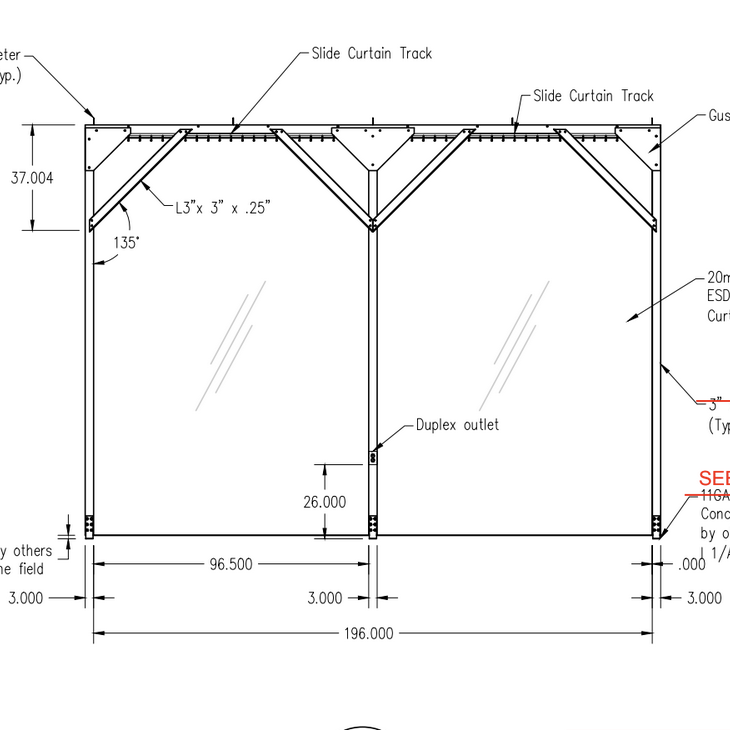 Slide Curtain Track
eter
yp.)
Slide Curtain Track
Gus
37.004
L3"x 3" x .25"
135°
20m
ESD
Curt
3"
(Typ
Duplex outlet
SEE
11GA
26.000
Conc
by o
y others
1/A
ne field
96.500
.000
3.000
3.000
3.000
196.000